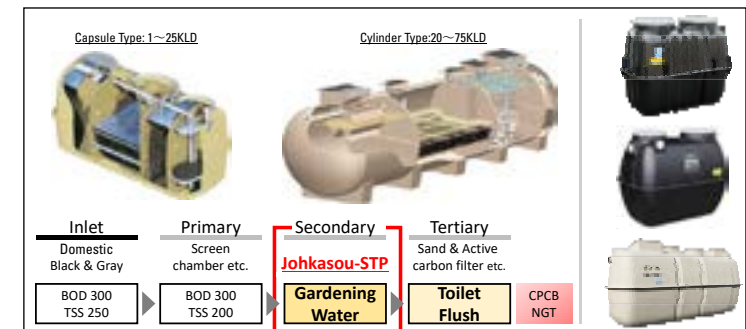 Capsule Type: 1～25KLD
Cylinder Type:20～75KLD
Inlet
Domestic
Black & Gray
BOD 300
TSS 250
Primary
Screen
chamber etc.
BOD 300
TSS 200
Secondary
Johkasou-STP
Gardening
Water
Tertiary
Sand & Active
carbon filter etc.
Toilet
Flush
CPCB
NGT